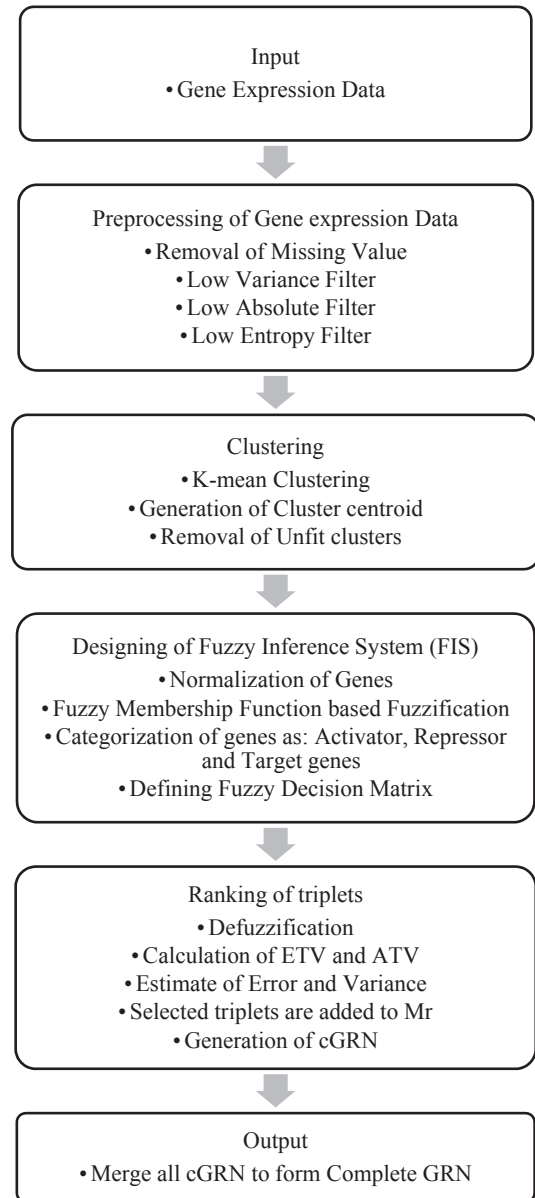 Input
• Gene Expression Data
Preprocessing of Gene expression Data
• Removal of Missing Value
• Low Variance Filter
• Low Absolute Filter
• Low Entropy Filter
Clustering
• K-mean Clustering
• Generation of Cluster centroid
• Removal of Unfit clusters
Designing of Fuzzy Inference System (FIS)
• Normalization of Genes
• Fuzzy Membership Function based Fuzzification
• Categorization of genes as: Activator, Repressor
and Target genes
• Defining Fuzzy Decision Matrix
Ranking of triplets
• Defuzzification
• Calculation of ETV and ATV
• Estimate of Error and Variance
• Selected triplets are added to Mr
• Generation of cGRN
Output
• Merge all cGRN to form Complete GRN